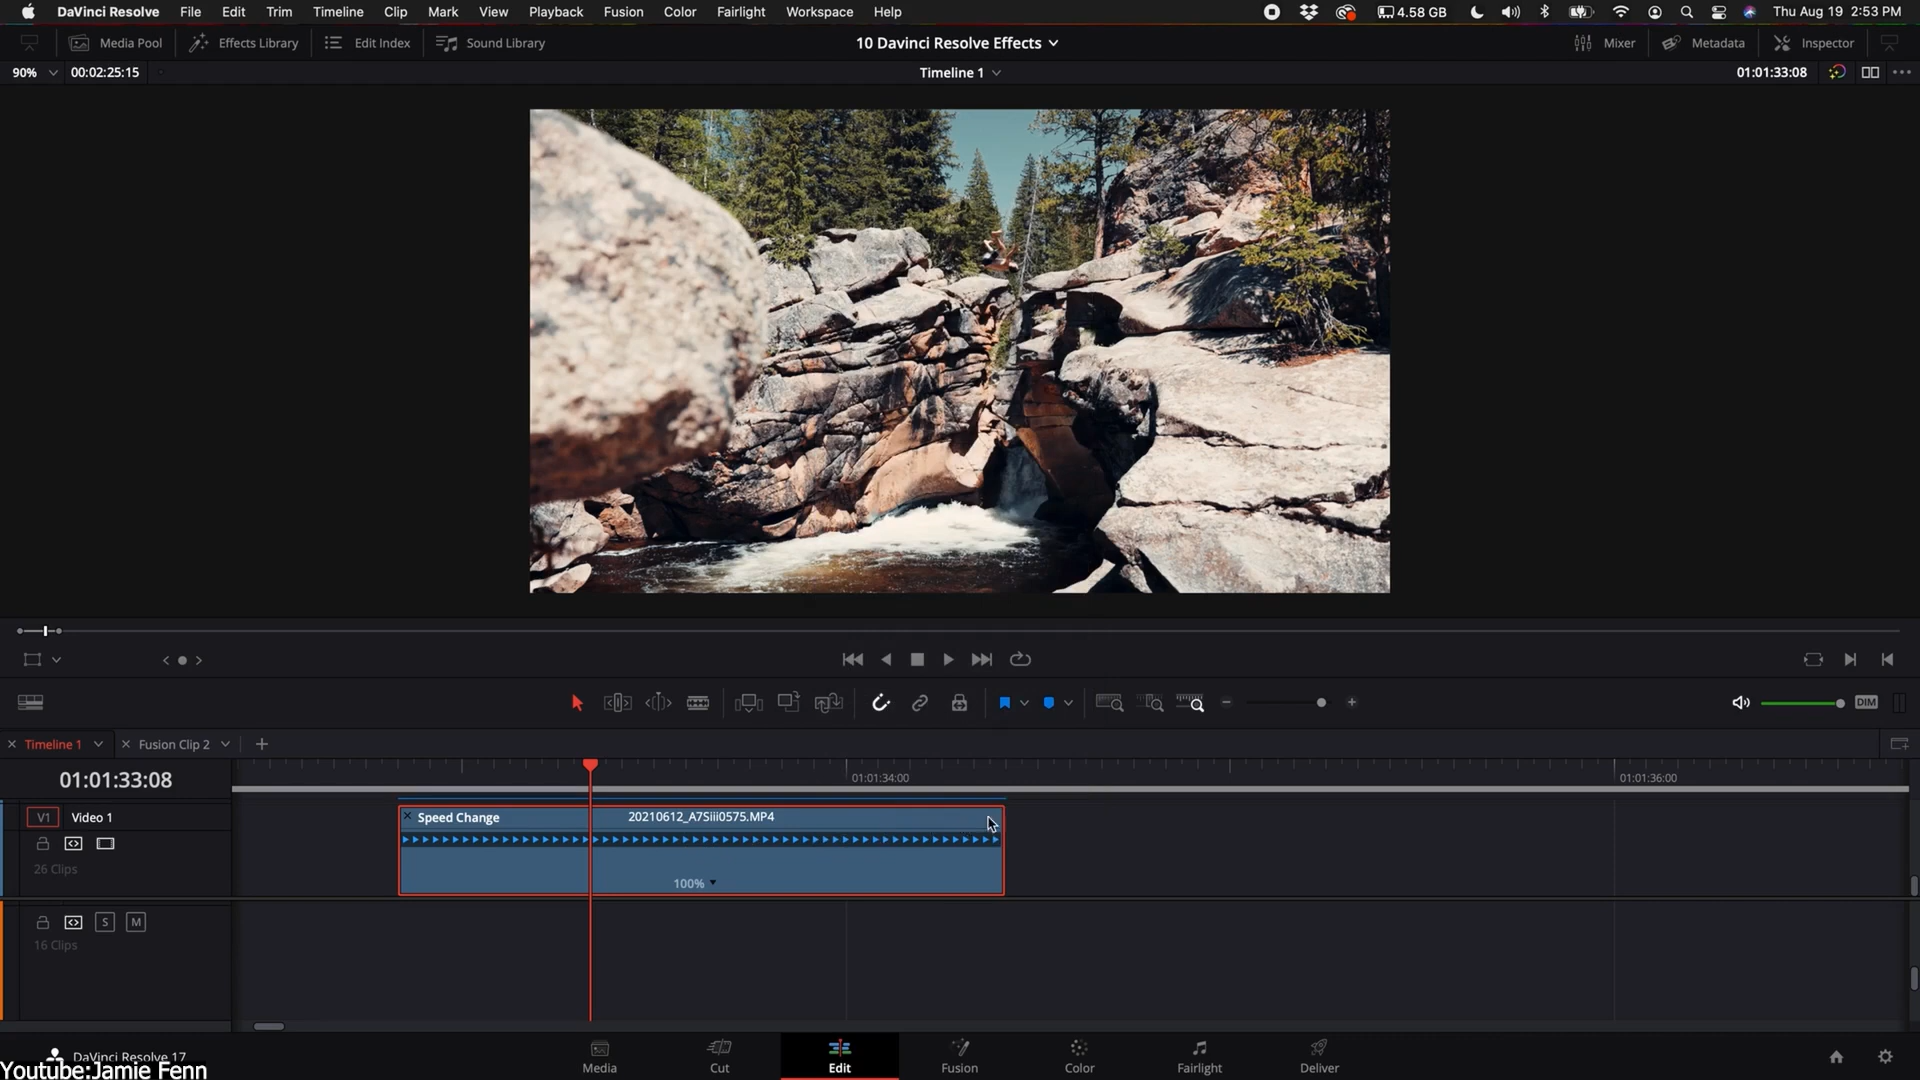 DaVinci Resolve File Edit Trim Timeline Clip Mark View Playback Fusion Color Fairlight Workspace Help 4.58 GB Thu Aug 19 2:53 PM
Media Pool Effects Library Edit Index Sound Library 10 Davinci Resolve Effects Mixer Metadata Inspector
90% 00:02:25:15 Timeline 1 01:01:33:08
DIM
Timeline 1 Fusion Clip 2
01:01:33:08 01:01:34:00 01:01:36:00
V1 Video 1 Speed Change 20210612_A7Siii0575.MP4
26 Clips
100%
S M
16 Clips
DaVinci Resolve 17
Media Cut Edit Fusion Color Fairlight Deliver
Youtube:Jamie Fenn